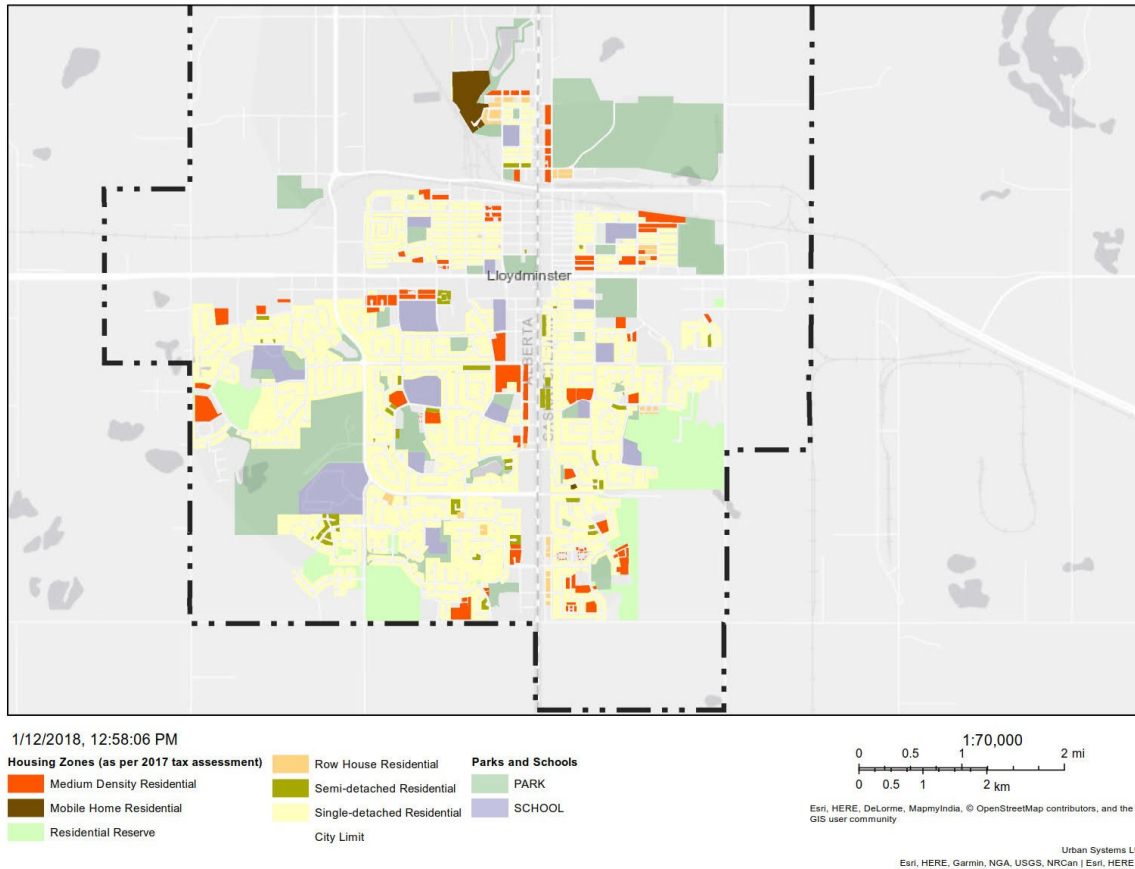 Lloydminster
ALBERTA
1/12/2018, 12:58:06 PM
Housing Zones (as per 2017 tax assessment)
Medium Density Residential
Mobile Home Residential
Residential Reserve
Row House Residential
Semi-detached Residential
Single-detached Residential
City Limit
Parks and Schools
PARK
SCHOOL
1:70,000
0 0.5 1 2 mi
0 0.5 1 2 km
Esri, HERE, DeLorme, MapmyIndia, © OpenStreetMap contributors, and the
GIS user community
Urban Systems
Esri, HERE, Garmin, NGA, USGS, NRCan | Esri, HERE